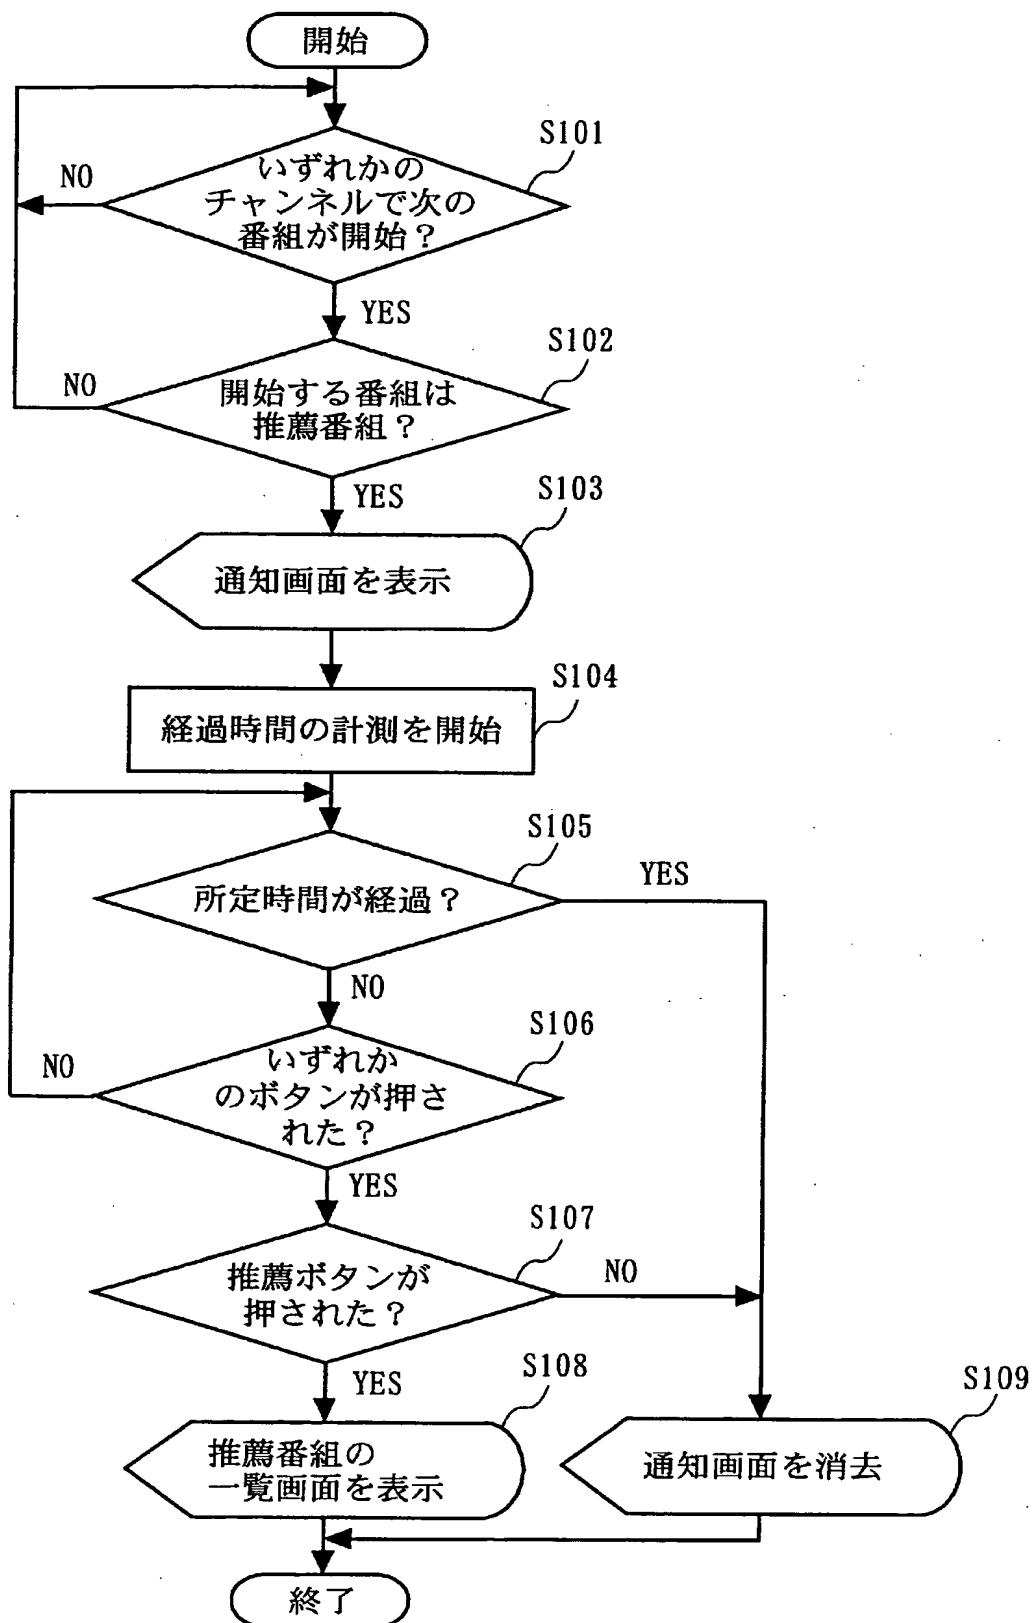 開始
S101
いずれかの
NO
チャンネルで次の
番組が開始？
YES
S102
NO
開始する番組は
推薦番組？
YES
S103
通知画面を表示
S104
経過時間の計測を開始
S105
YES
所定時間が経過？
NO
S106
いずれか
NO
のボタンが押さ
れた？
YES
S107
推薦ボタンが
NO
押された？
YES
S108
S109
推薦番組の
一覧画面を表示
通知画面を消去
終了